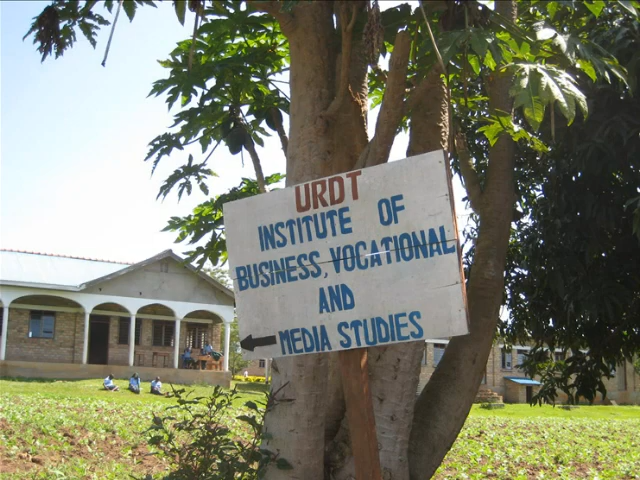 URDT
INSTITUTE OF
BUSINESS, VOCATIONAL
AND
MEDIA STUDIES